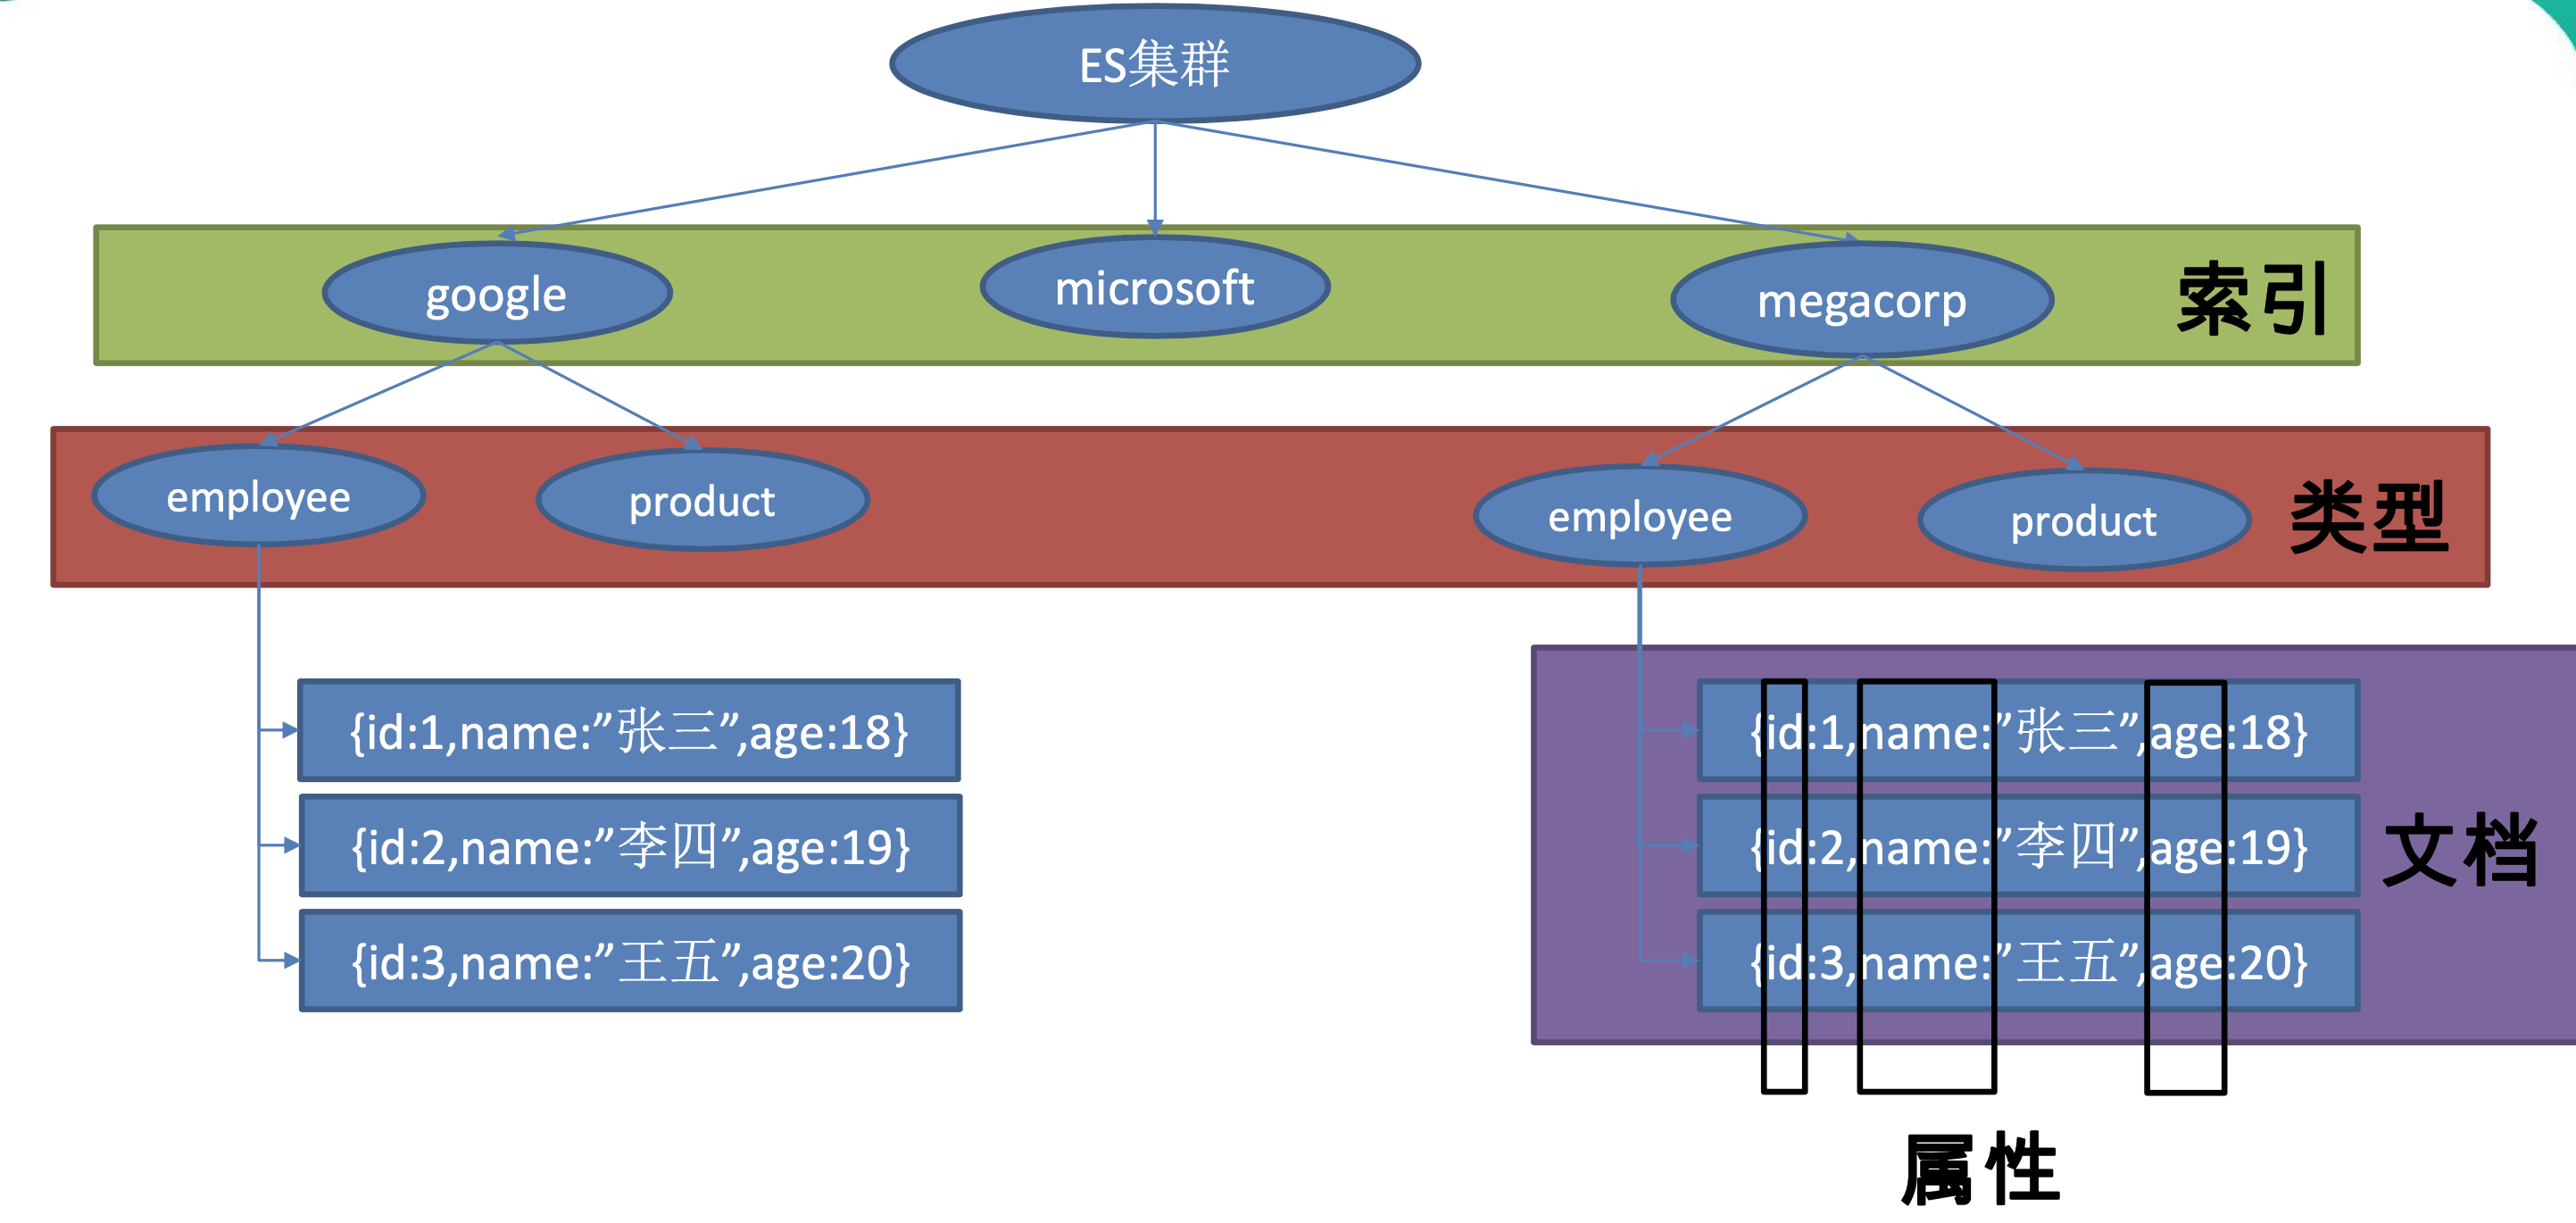 ES集群
google
microsoft
megacorp
索引
employee
product
employee
product
类型
{id:1,name:”张三”,age:18}
{id:2,name:”李四”,age:19}
{id:3,name:”王五”,age:20}
{id:1,name:”张三”,age:18}
{id:2,name:”李四”,age:19}
{id:3,name:”王五”,age:20}
文档
属性